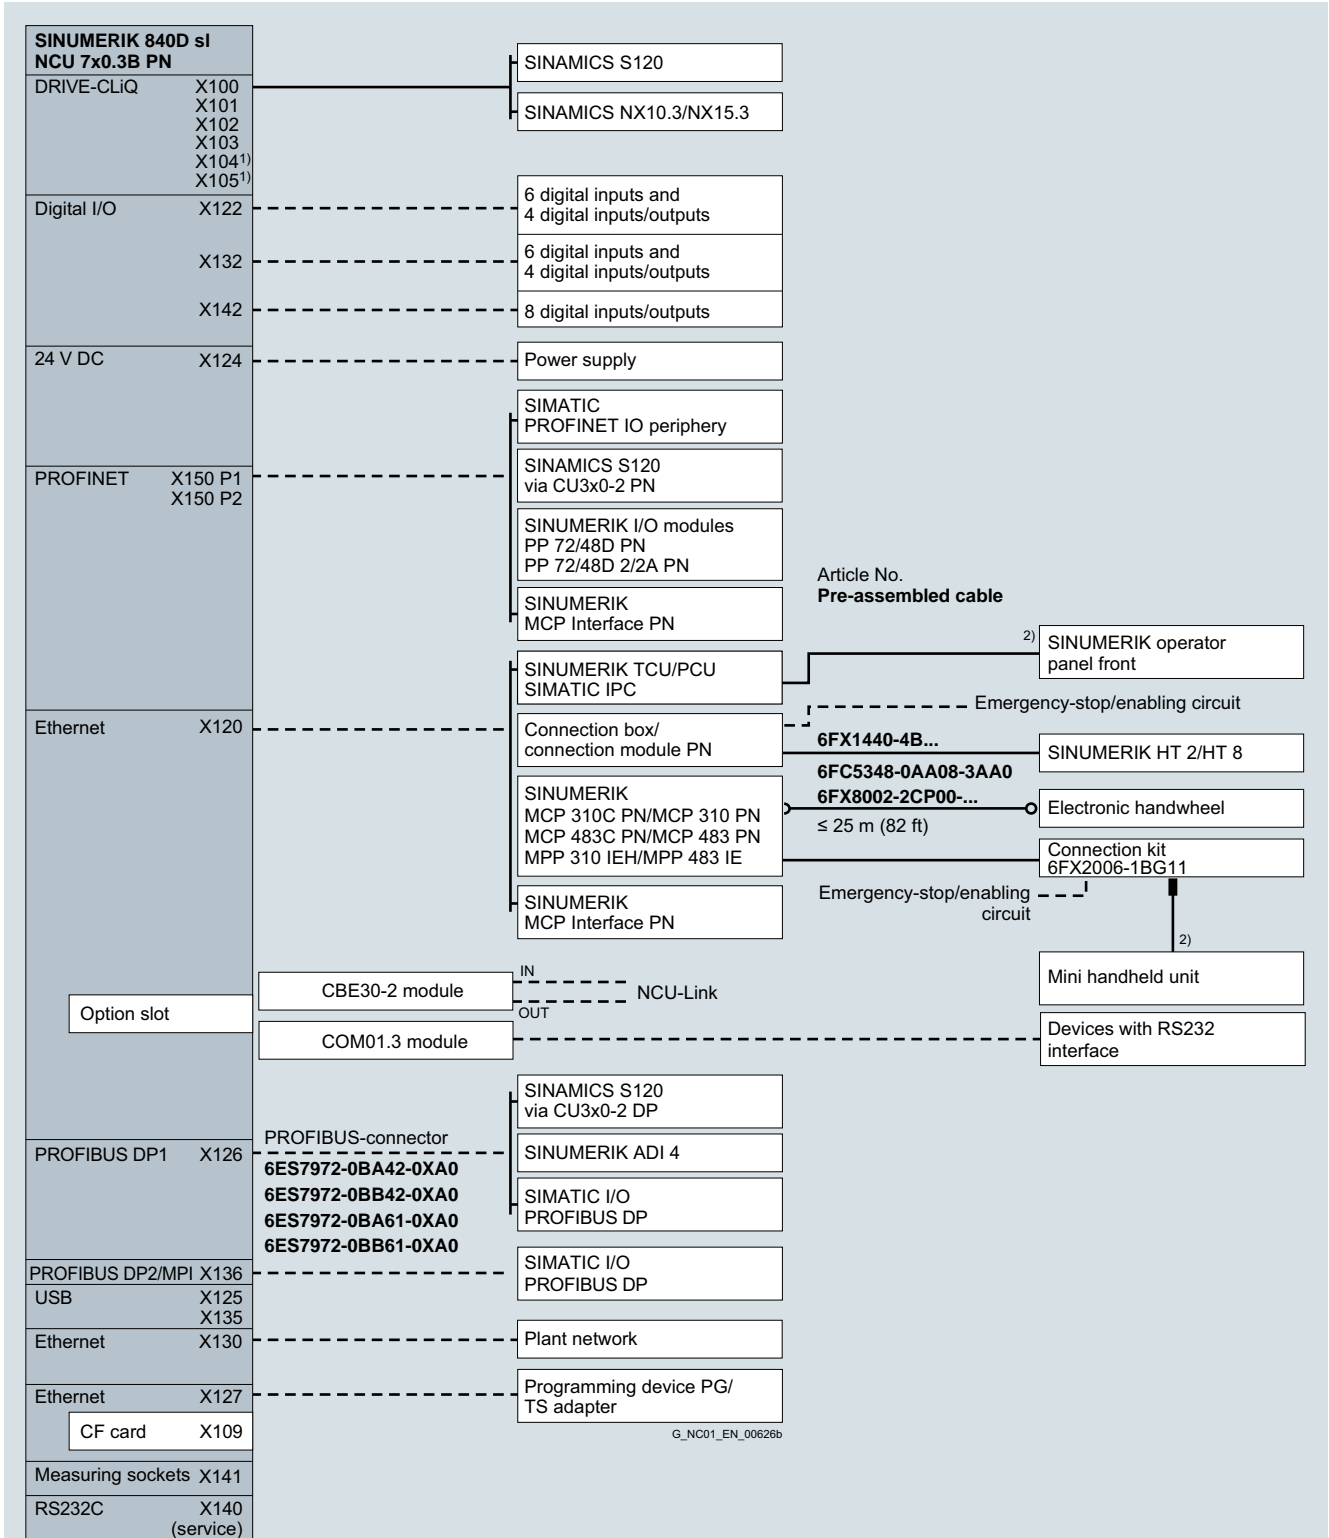 SINUMERIK 840D sl
NCU 7x0.3B PN
DRIVE-CLiQ X100
X101
X102
X103
X104 1)
X105 1)
SINAMICS S120
SINAMICS NX10.3/NX15.3
Digital I/O X122
6 digital inputs and
4 digital inputs/outputs
X132
6 digital inputs and
4 digital inputs/outputs
X142
8 digital inputs/outputs
24 V DC X124
Power supply
SIMATIC
PROFINET IO periphery
PROFINET X150 P1
X150 P2
SINAMICS S120
via CU3x0-2 PN
SINUMERIK I/O modules
PP 72/48D PN
PP 72/48D 2/2A PN
SINUMERIK
MCP Interface PN
Article No.
Pre-assembled cable
SINUMERIK TCU/PCU
SIMATIC IPC
2)
SINUMERIK operator
panel front
Ethernet X120
Connection box/
connection module PN
Emergency-stop/enabling circuit
6FX1440-4B...
SINUMERIK HT 2/HT 8
SINUMERIK
MCP 310C PN/MCP 310 PN
MCP 483C PN/MCP 483 PN
MPP 310 IEH/MPP 483 IE
6FC5348-0AA08-3AA0
6FX8002-2CP00-...
≤ 25 m (82 ft)
Electronic handwheel
Connection kit
6FX2006-1BG11
Emergency-stop/enabling
circuit
SINUMERIK
MCP Interface PN
2)
Mini handheld unit
Option slot
CBE30-2 module
IN
OUT
NCU-Link
COM01.3 module
Devices with RS232
interface
PROFIBUS DP1 X126
PROFIBUS-connector
6ES7972-0BA42-0XA0
6ES7972-0BB42-0XA0
6ES7972-0BA61-0XA0
6ES7972-0BB61-0XA0
SINAMICS S120
via CU3x0-2 DP
SINUMERIK ADI 4
SIMATIC I/O
PROFIBUS DP
PROFIBUS DP2/MPI X136
SIMATIC I/O
PROFIBUS DP
USB X125
X135
Ethernet X130
Plant network
Ethernet X127
Programming device PG/
TS adapter
CF card X109
G_NC01_EN_00626b
Measuring sockets X141
RS232C X140
(service)